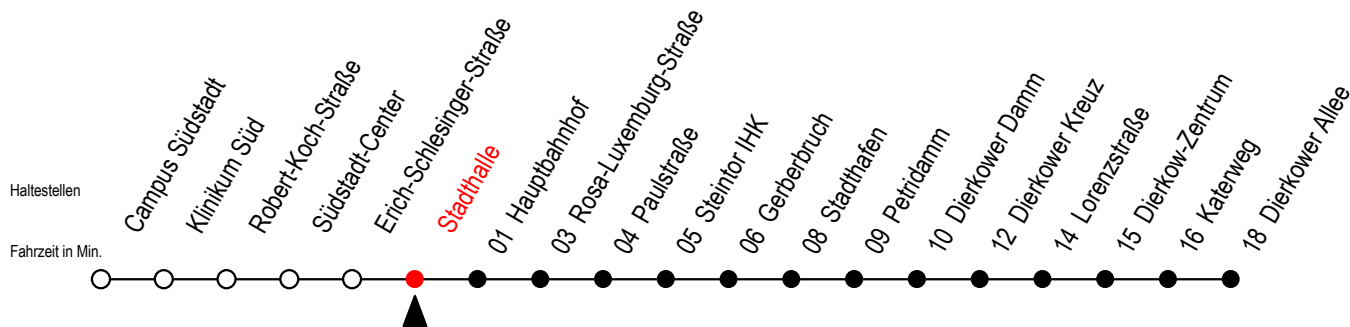 Haltestellen
Fahrzeit in Min.
Campus Südstadt
Klinikum Süd
Robert-Koch-Straße
Südstadt-Center
Erich-Schlesinger-Straße
Stadthalle
01 Hauptbahnhof
03 Rosa-Luxemburg-Straße
04 Paulstraße
05 Steintor IHK
06 Gerberbruch
08 Stadthafen
09 Petridamm
10 Dierkower Damm
12 Dierkower Kreuz
14 Lorenzstraße
15 Dierkow-Zentrum
16 Katerweg
18 Dierkower Allee